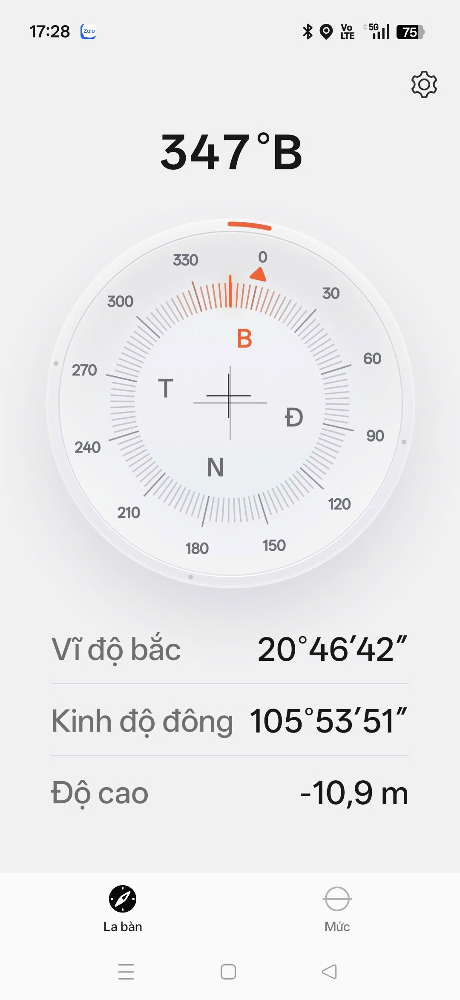 17:28 Zalo Vo LTE 5G 75
347°B
330 0
300 30
270 60
240 90
210 120
180 150
B
T Đ
N
Vĩ độ bắc 20°46′42″
Kinh độ đông 105°53′51″
Độ cao -10,9 m
La bàn Mức